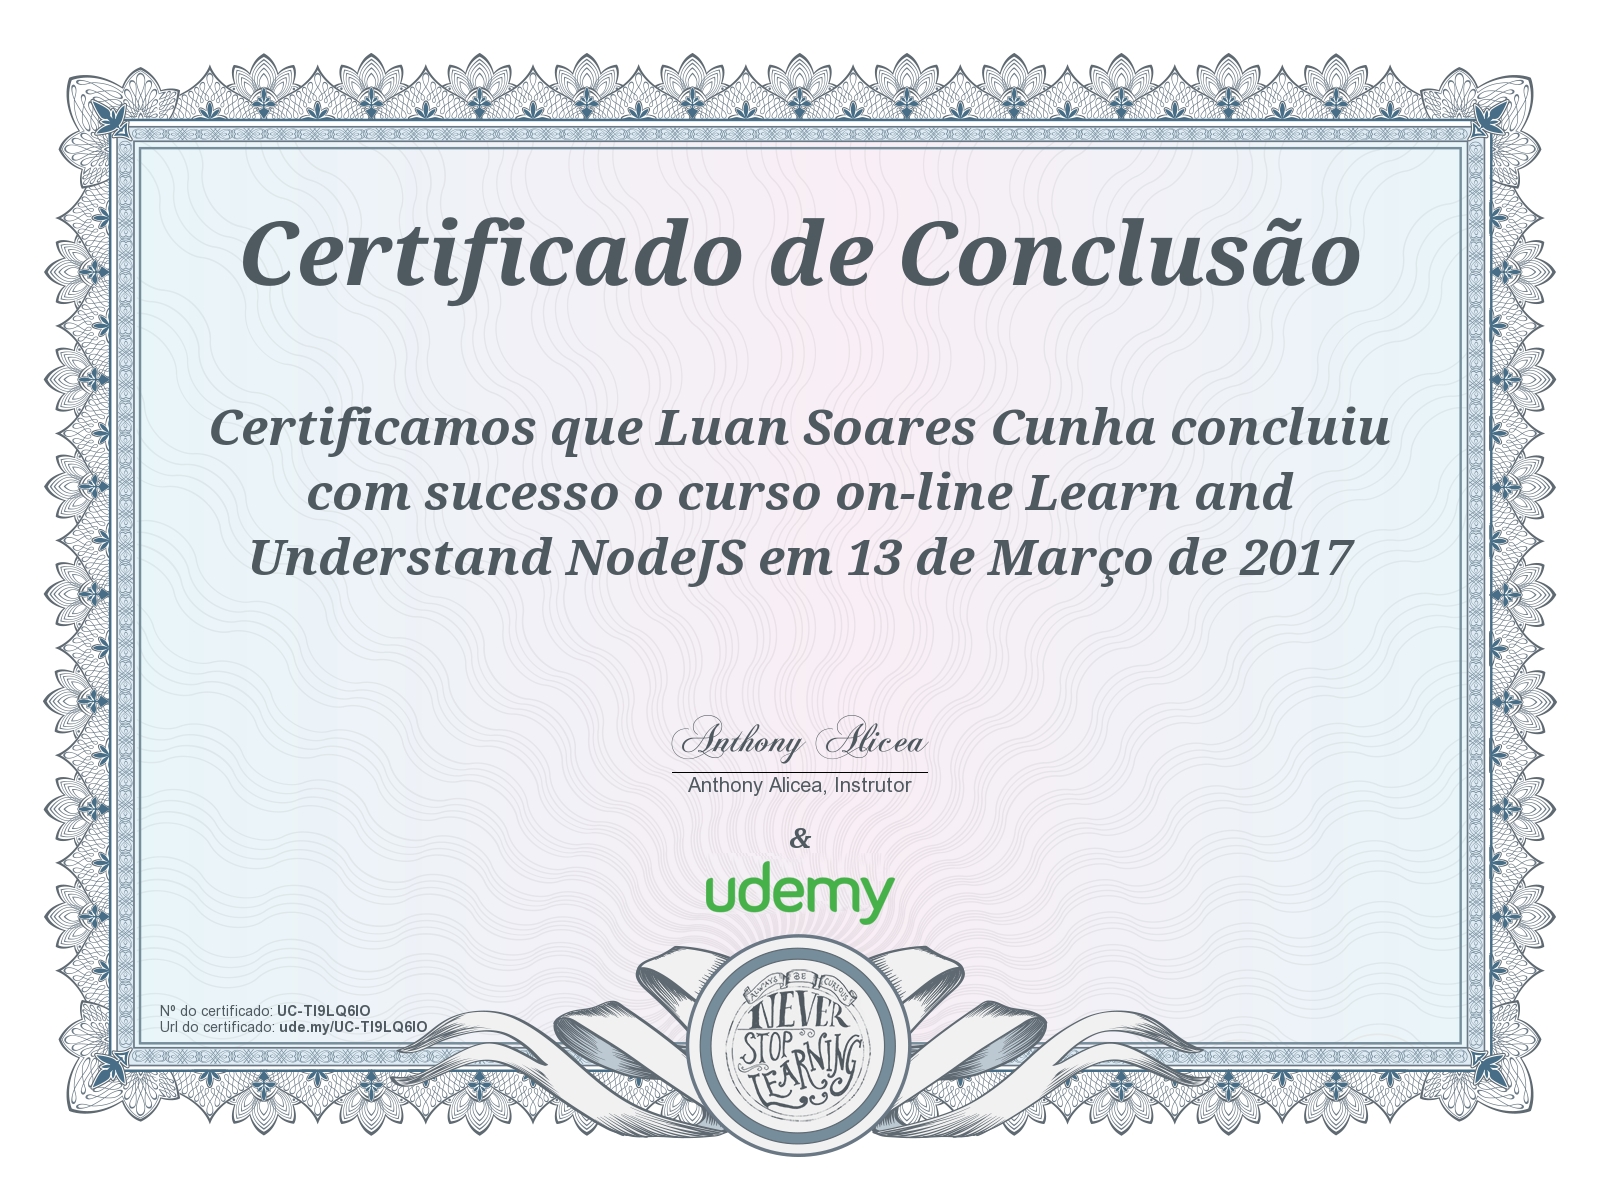 Certificado de Conclusão
Certificamos que Luan Soares Cunha concluiu
com sucesso o curso on-line Learn and
Understand NodeJS em 13 de Março de 2017
Anthony Alicea
Anthony Alicea, Instrutor
&
udemy
Nº do certificado: UC-TI9LQ6IO
Url do certificado: ude.my/UC-TI9LQ6IO
ALWAYS BE CURIOUS
NEVER
STOP
LEARNING